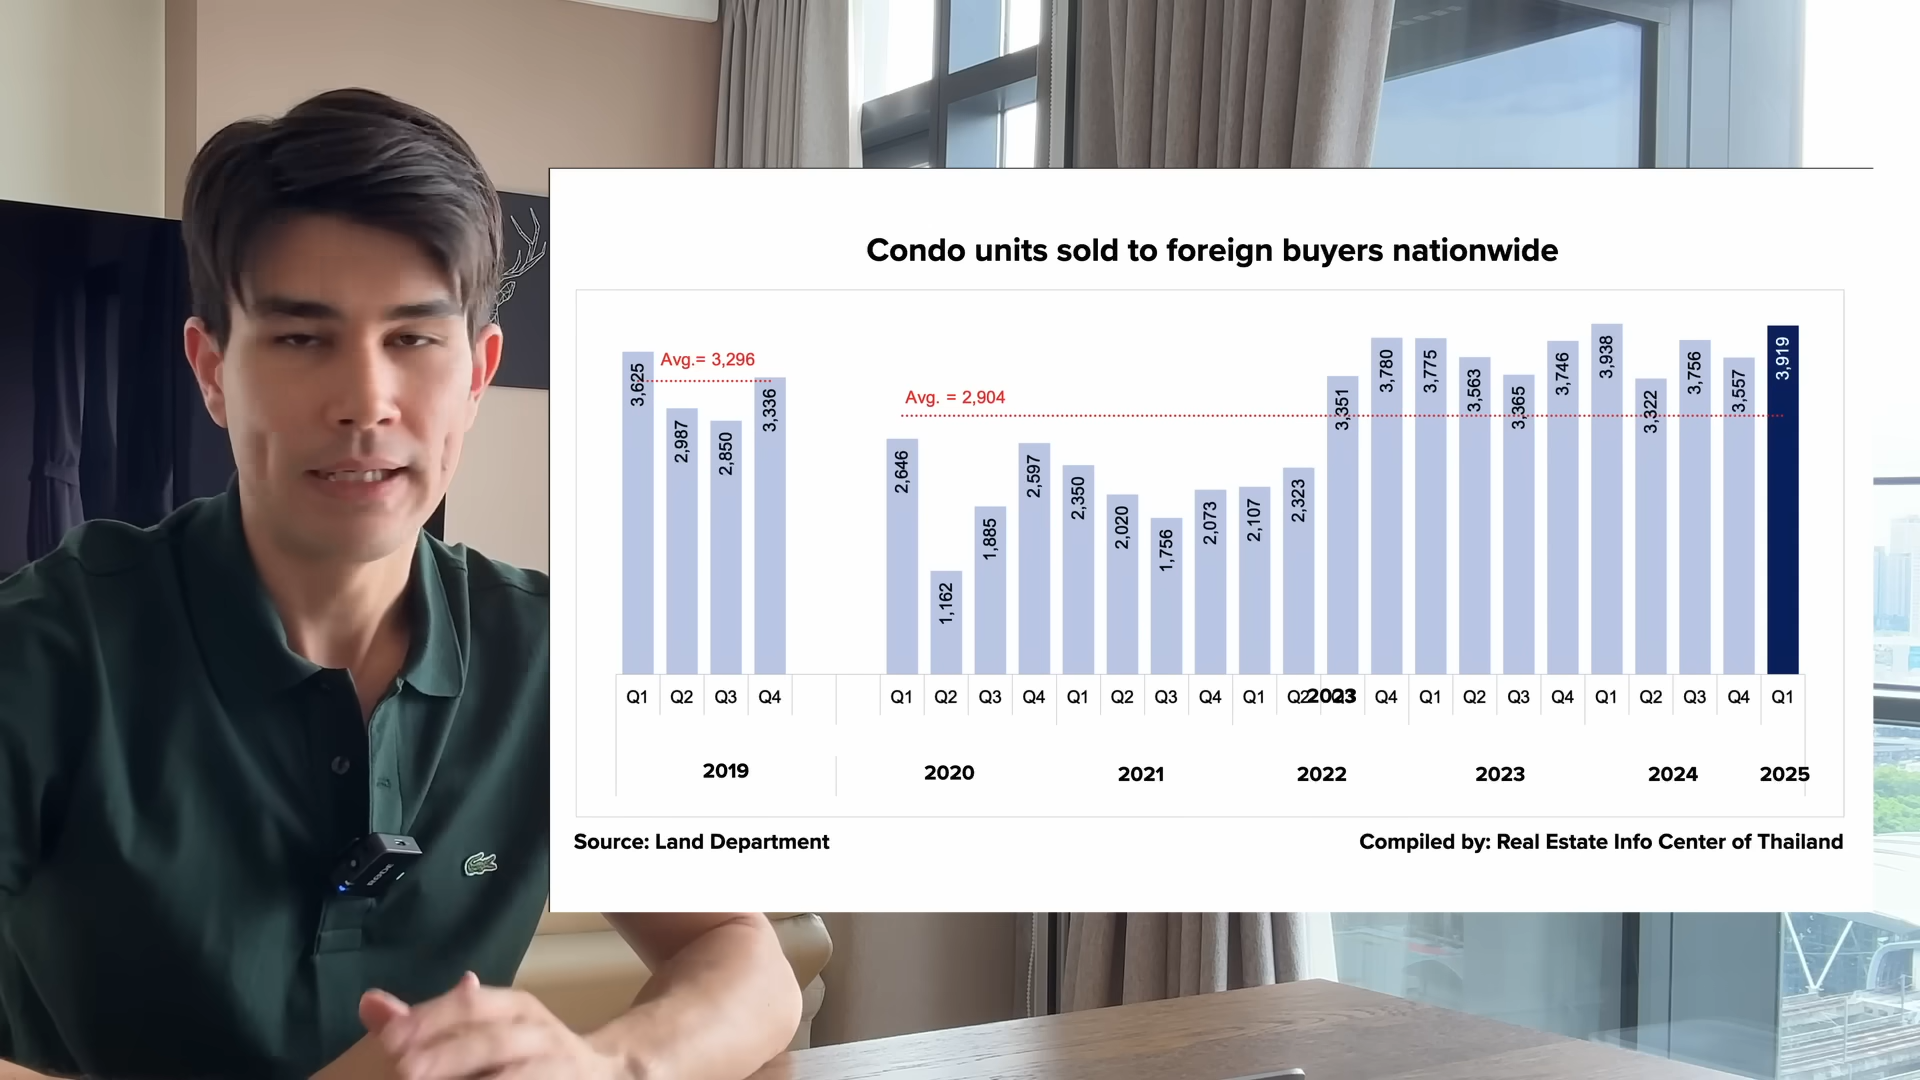 Condo units sold to foreign buyers nationwide
Avg.= 3,296
Avg. = 2,904
3,625 2,987 2,850 3,336 2,646 1,162 1,885 2,597 2,350 2,020 1,756 2,073 2,107 2,323 3,351 3,780 3,775 3,563 3,365 3,746 3,938 3,322 3,756 3,557 3,919
Q1 Q2 Q3 Q4 Q1 Q2 Q3 Q4 Q1 Q2 Q3 Q4 Q1 Q2 2023 Q3 Q4 Q1 Q2 Q3 Q4 Q1 Q2 Q3 Q4 Q1
2019 2020 2021 2022 2023 2024 2025
Source: Land Department
Compiled by: Real Estate Info Center of Thailand